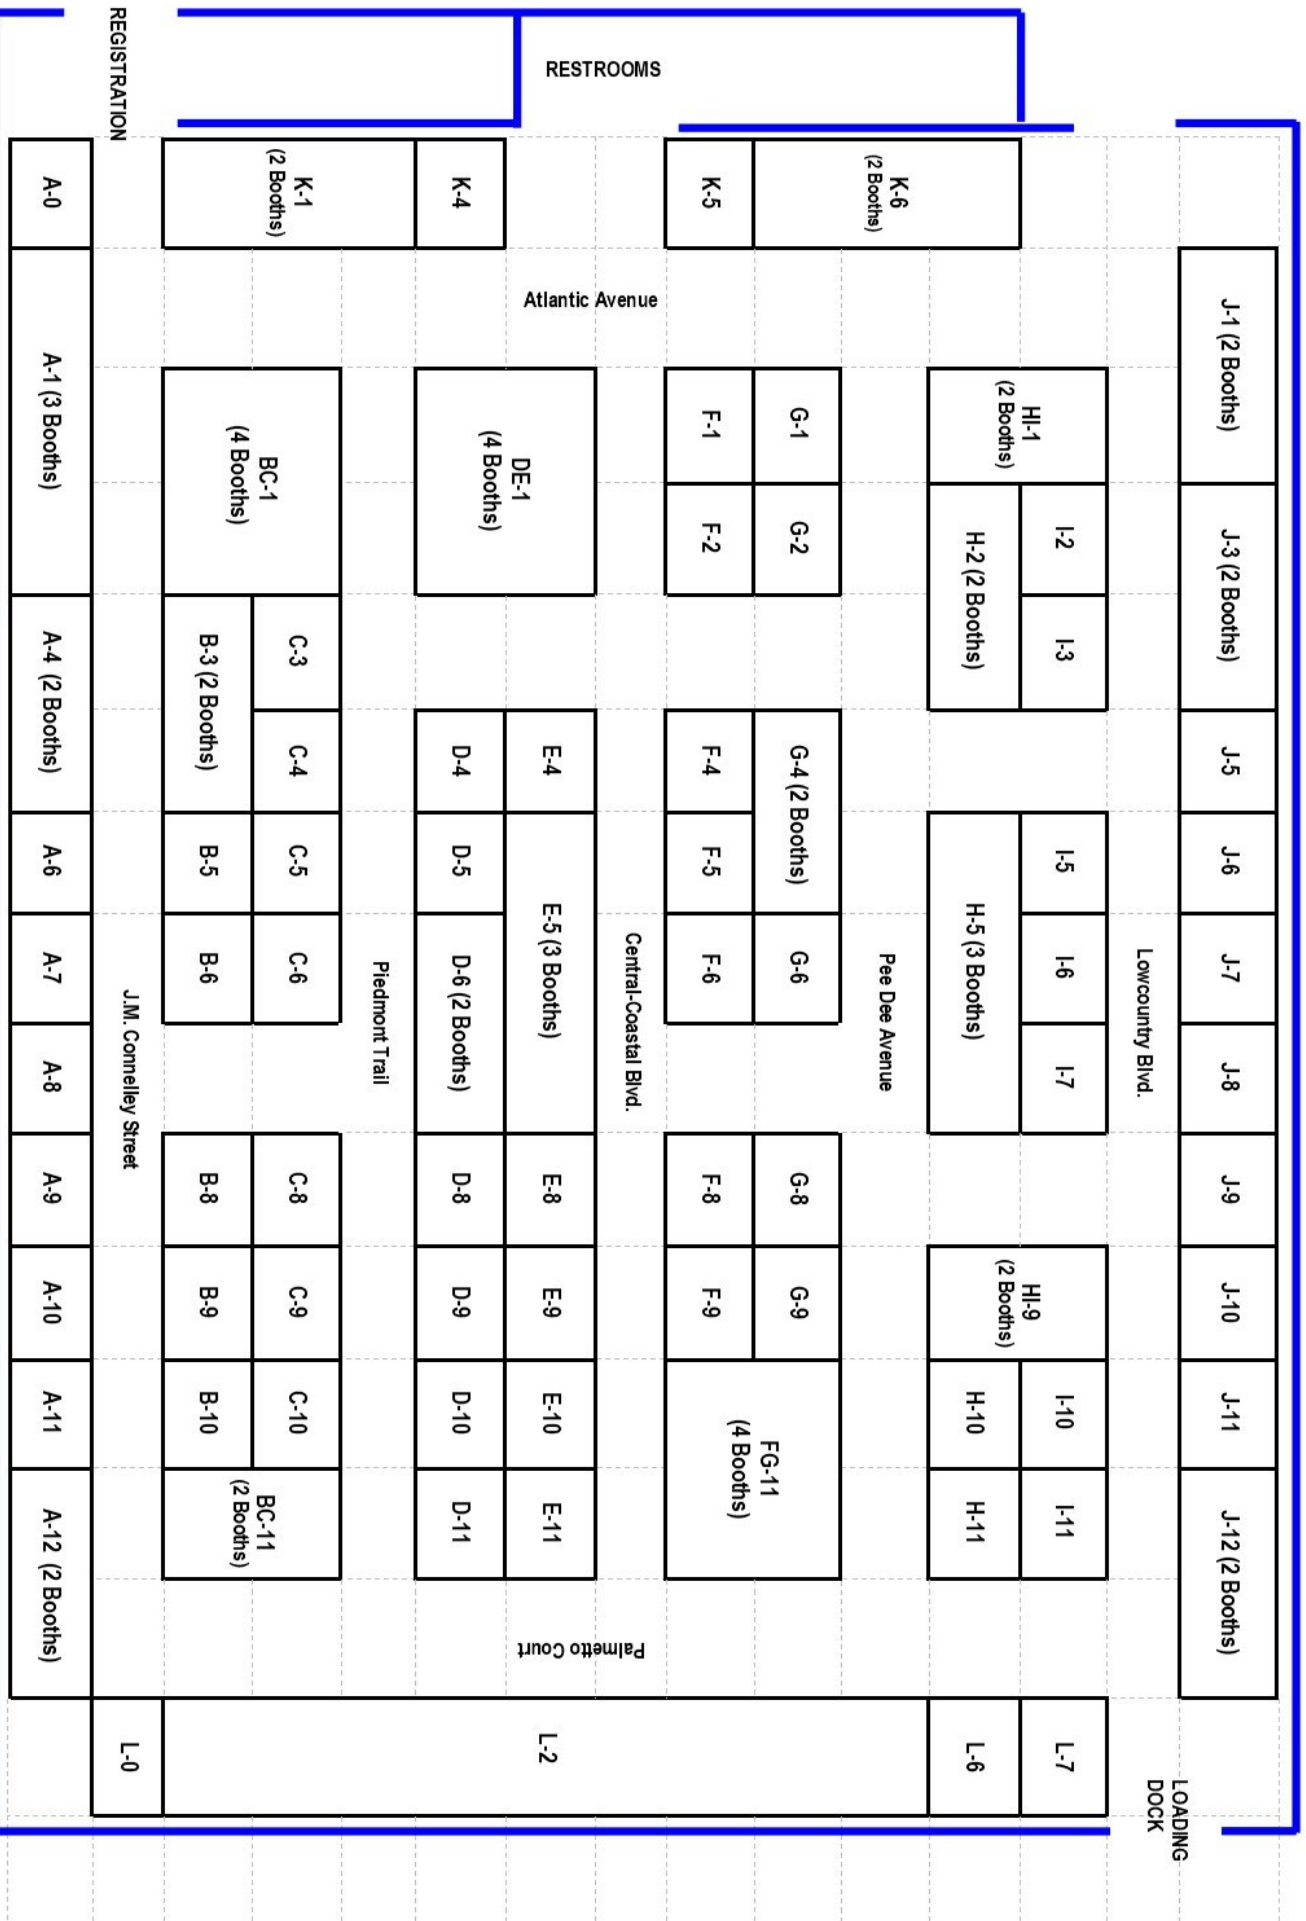 REGISTRATION
RESTROOMS
A-0
K-1
(2 Booths)
K-4
K-5
K-6
(2 Booths)
Atlantic Avenue
A-1 (3 Booths)
A-4 (2 Booths)
A-6
A-7
A-8
A-9
A-10
A-11
A-12 (2 Booths)
J.M. Connelley Street
BC-1
(4 Booths)
B-3 (2 Booths)
B-5
B-6
B-8
B-9
B-10
C-3
C-4
C-5
C-6
C-8
C-9
C-10
BC-11
(2 Booths)
Piedmont Trail
DE-1
(4 Booths)
D-4
D-5
D-6 (2 Booths)
D-8
D-9
D-10
D-11
E-4
E-5 (3 Booths)
E-8
E-9
E-10
E-11
Central-Coastal Blvd.
F-1
F-2
F-4
F-5
F-6
F-8
F-9
G-1
G-2
G-4 (2 Booths)
G-6
G-8
G-9
FG-11
(4 Booths)
Pee Dee Avenue
HI-1
(2 Booths)
H-2 (2 Booths)
H-5 (3 Booths)
I-2
I-3
I-5
I-6
I-7
HI-9
(2 Booths)
H-10
H-11
I-10
I-11
Lowcountry Blvd.
J-1 (2 Booths)
J-3 (2 Booths)
J-5
J-6
J-7
J-8
J-9
J-10
J-11
J-12 (2 Booths)
Palmetto Court
L-0
L-2
L-6
L-7
LOADING
DOCK